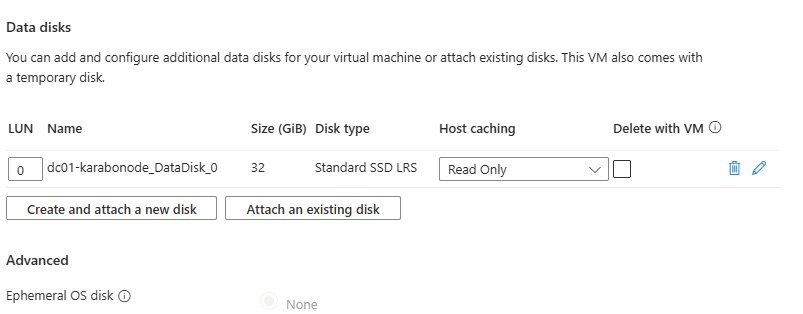 Data disks
You can add and configure additional data disks for your virtual machine or attach existing disks. This VM also comes with
a temporary disk.
LUN Name Size (GiB) Disk type Host caching Delete with VM
0 dc01-karabonode_DataDisk_0 32 Standard SSD LRS Read Only
Create and attach a new disk Attach an existing disk
Advanced
Ephemeral OS disk None